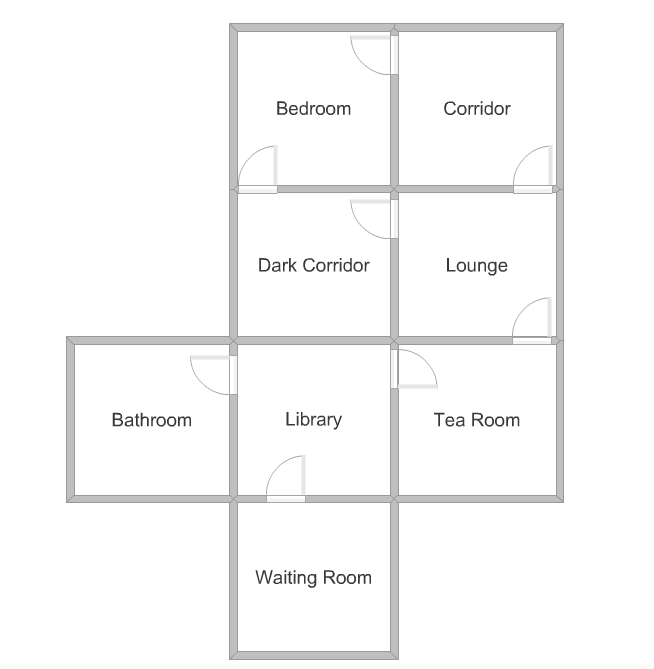 Bedroom
Corridor
Dark Corridor
Lounge
Bathroom
Library
Tea Room
Waiting Room